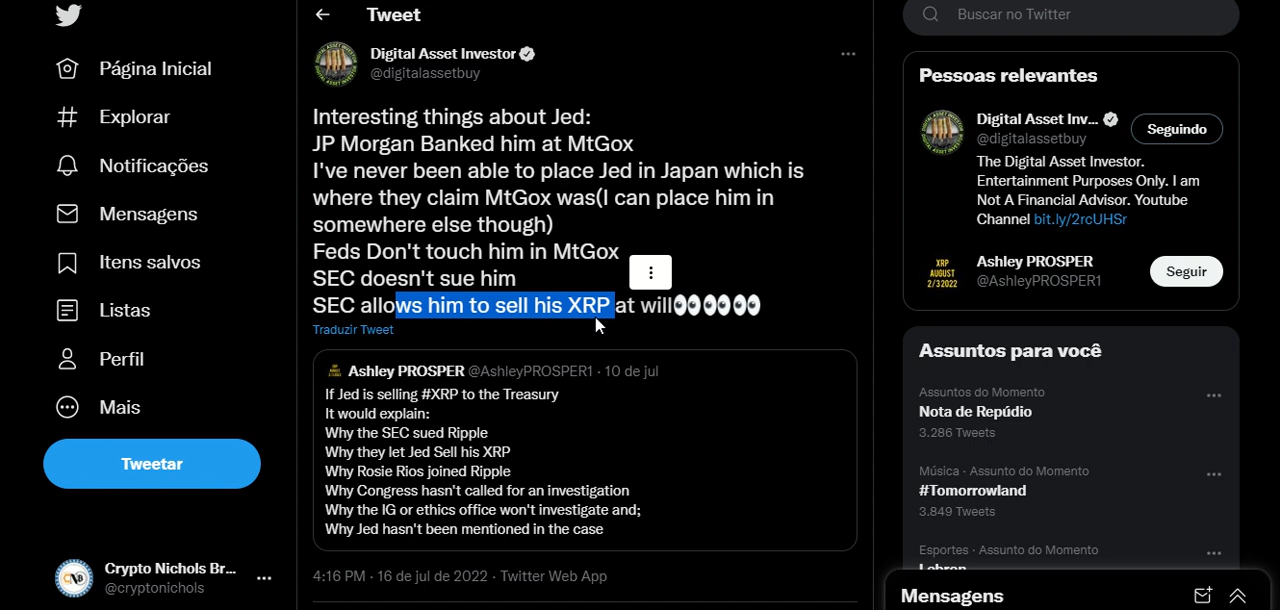 Página Inicial
Explorar
Notificações
Mensagens
Itens salvos
Listas
Perfil
Mais
Tweetar
Crypto Nichols Br...
@cryptonichols
Tweet
Digital Asset Investor
@digitalassetbuy
Interesting things about Jed:
JP Morgan Banked him at MtGox
I've never been able to place Jed in Japan which is
where they claim MtGox was(I can place him in
somewhere else though)
Feds Don't touch him in MtGox
SEC doesn't sue him
SEC allows him to sell his XRP at will👀👀👀
Traduzir Tweet
Ashley PROSPER @AshleyPROSPER1 · 10 de jul
If Jed is selling #XRP to the Treasury
It would explain:
Why the SEC sued Ripple
Why they let Jed Sell his XRP
Why Rosie Rios joined Ripple
Why Congress hasn't called for an investigation
Why the IG or ethics office won't investigate and;
Why Jed hasn't been mentioned in the case
4:16 PM · 16 de jul de 2022 · Twitter Web App
Buscar no Twitter
Pessoas relevantes
Digital Asset Inv...
@digitalassetbuy
Seguindo
The Digital Asset Investor.
Entertainment Purposes Only. I am
Not A Financial Advisor. Youtube
Channel bit.ly/2rcUHSr
XRP
AUGUST
2/3 2022
Ashley PROSPER
@AshleyPROSPER1
Seguir
Assuntos para você
Assuntos do Momento
Nota de Repúdio
3.286 Tweets
Música · Assunto do Momento
#Tomorrowland
3.849 Tweets
Esportes · Assunto do Momento
Mensagens